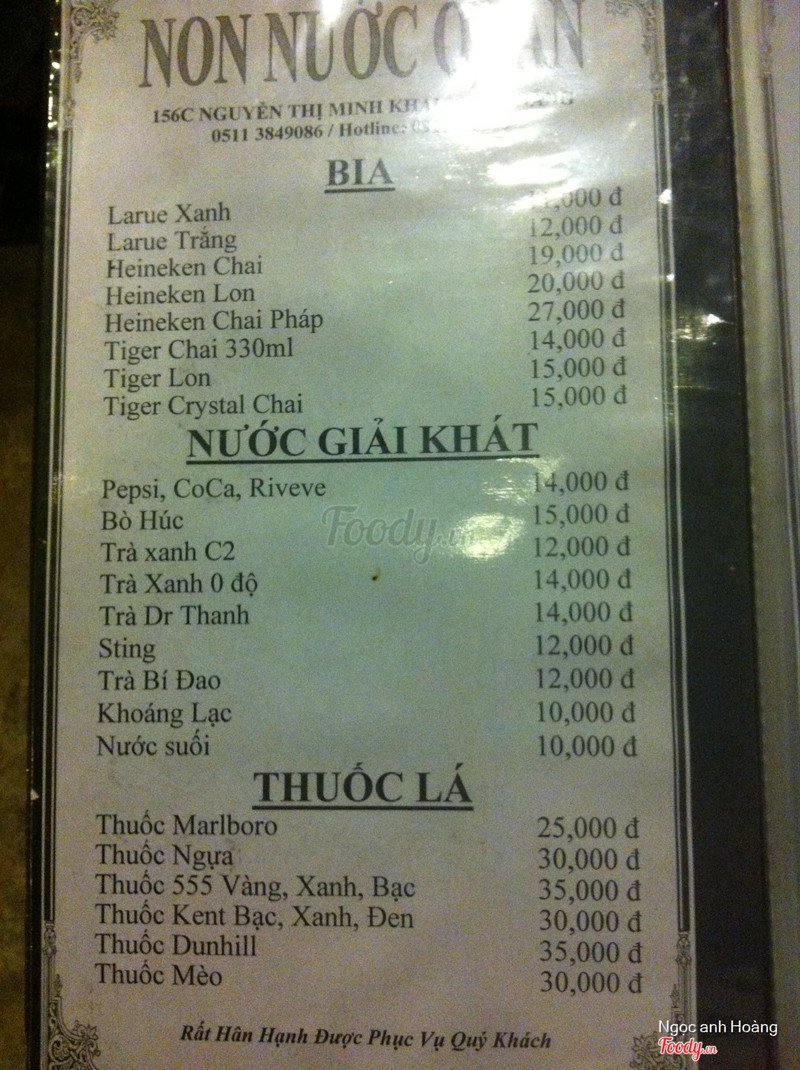 NON NƯỚC
156C NGUYỄN THỊ MINH
0511 3849086 / Hotline:
BIA
Larue Xanh
Larue Trắng 12,000 đ
Heineken Chai 19,000 đ
Heineken Lon 20,000 đ
Heineken Chai Pháp 27,000 đ
Tiger Chai 330ml 14,000 đ
Tiger Lon 15,000 đ
Tiger Crystal Chai 15,000 đ
NƯỚC GIẢI KHÁT
Pepsi, CoCa, Riveve 14,000 đ
Bò Húc 15,000 đ
Trà xanh C2 12,000 đ
Trà Xanh 0 độ 14,000 đ
Trà Dr Thanh 14,000 đ
Sting 12,000 đ
Trà Bí Đao 12,000 đ
Khoáng Lạc 10,000 đ
Nước suối 10,000 đ
THUỐC LÁ
Thuốc Marlboro 25,000 đ
Thuốc Ngựa 30,000 đ
Thuốc 555 Vàng, Xanh, Bạc 35,000 đ
Thuốc Kent Bạc, Xanh, Đen 30,000 đ
Thuốc Dunhill 35,000 đ
Thuốc Mèo 30,000 đ
Rất Hân Hạnh Được Phục Vụ Quý Khách
Foody.vn
Ngọc anh Hoàng
Foody.vn